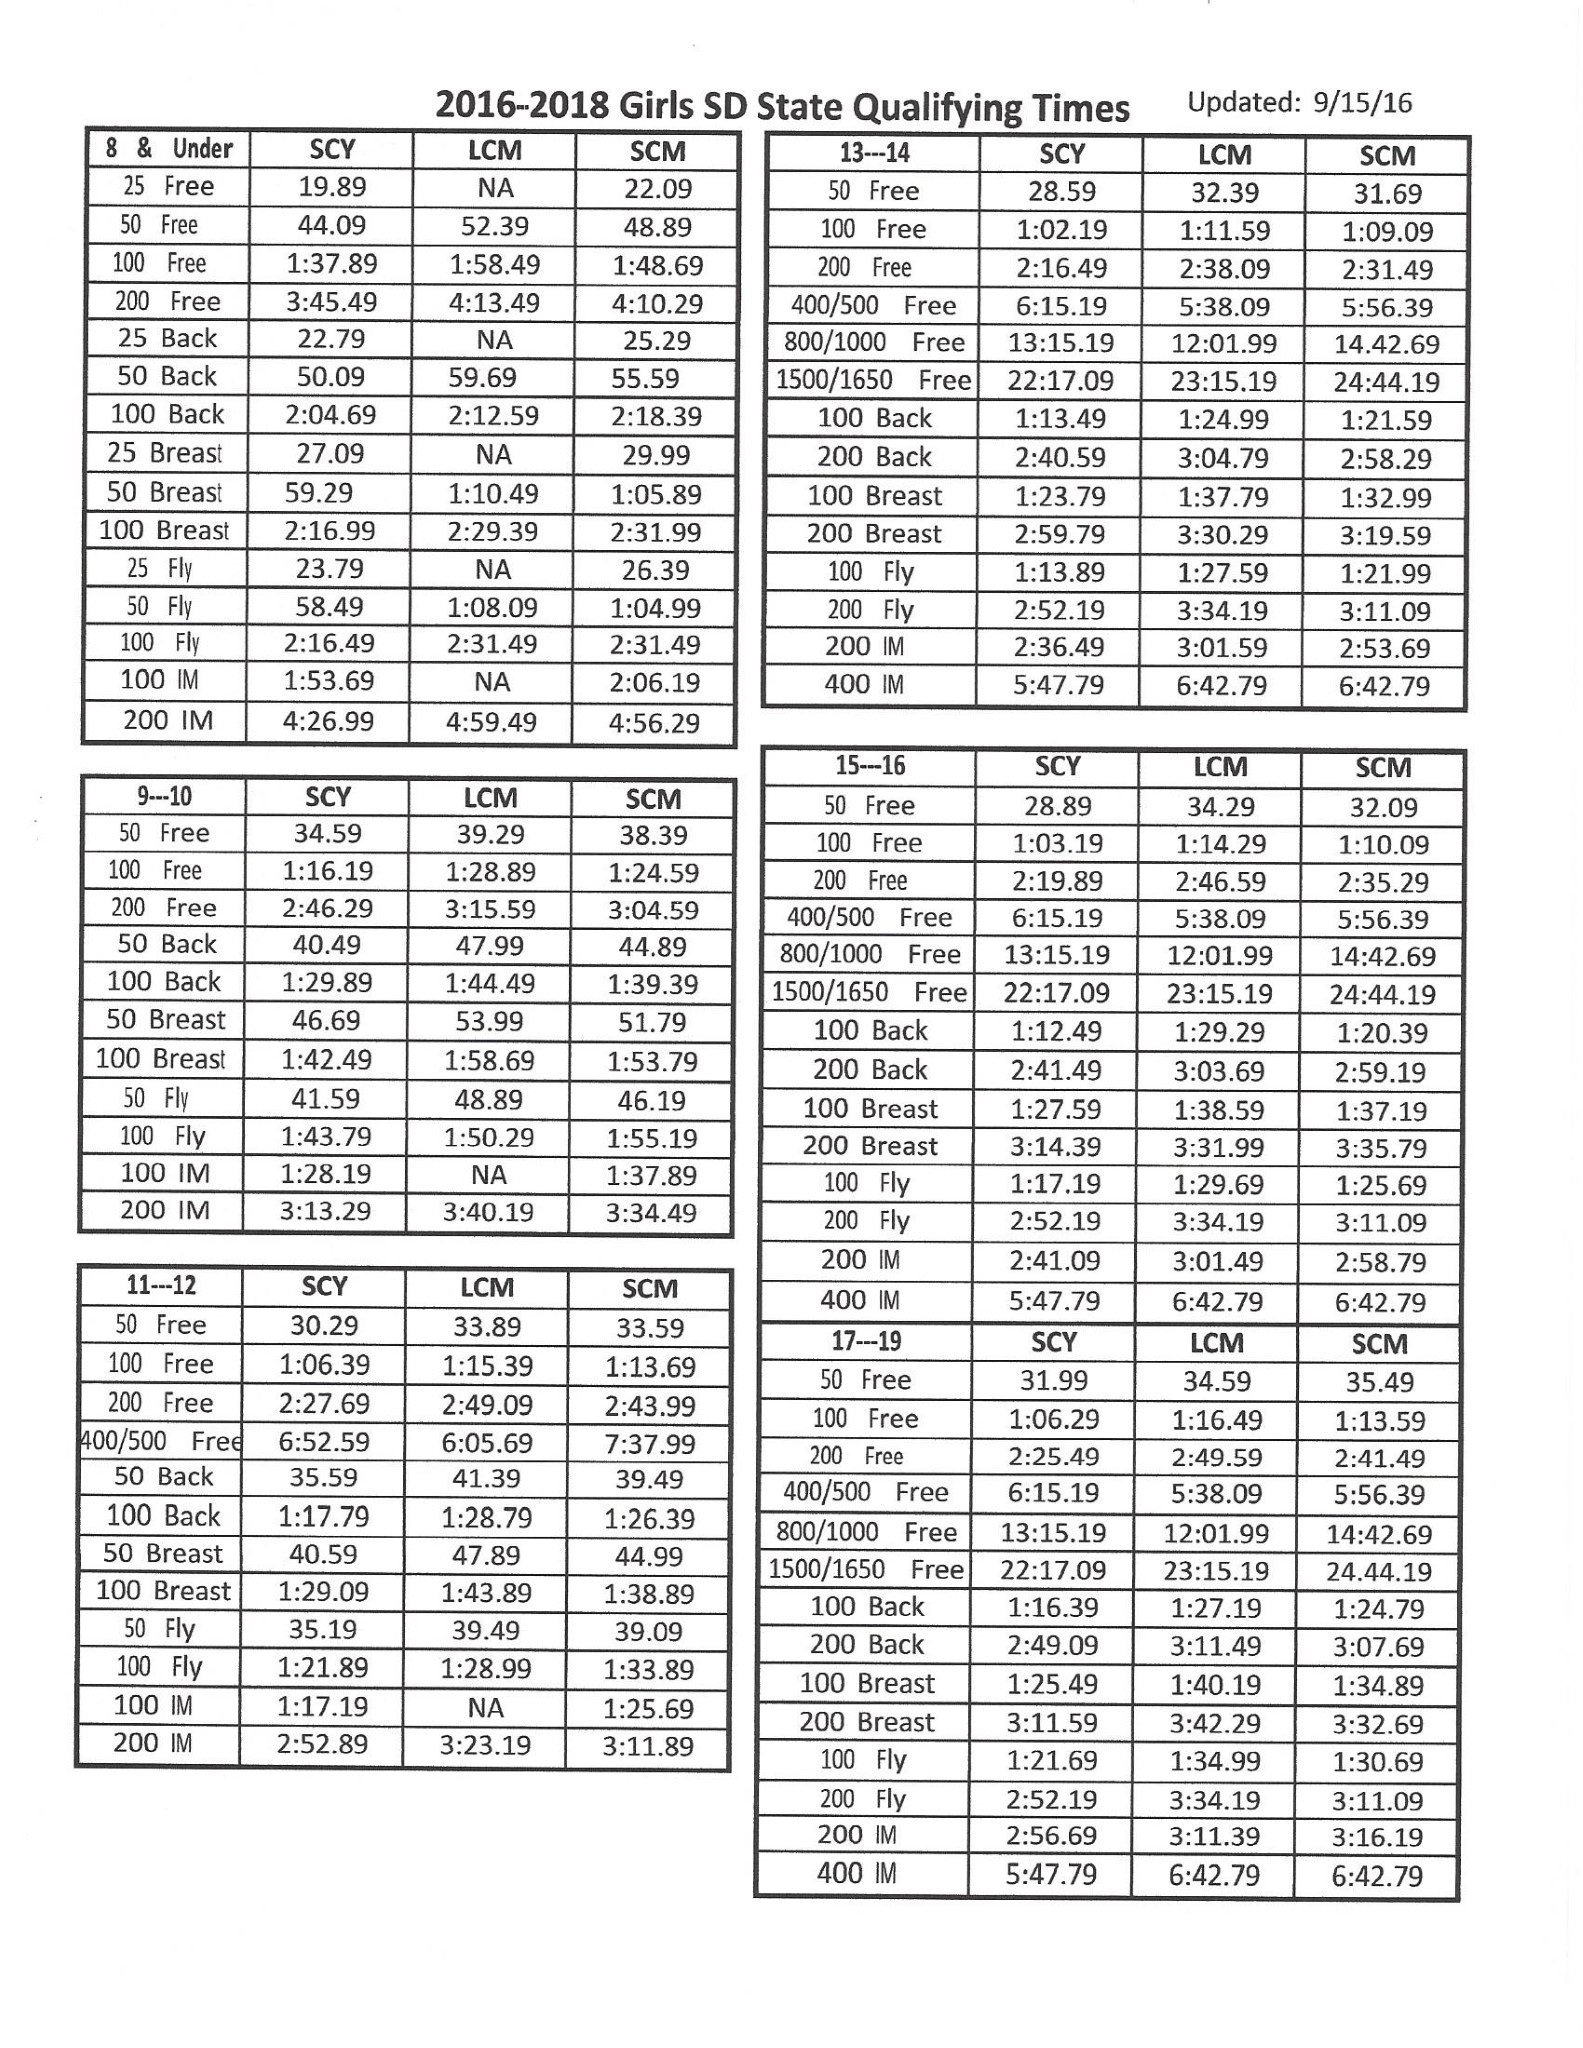 2016-2018 Girls SD State Qualifying Times Updated: 9/15/16
8 & Under SCY LCM SCM
25 Free 19.89 NA 22.09
50 Free 44.09 52.39 48.89
100 Free 1:37.89 1:58.49 1:48.69
200 Free 3:45.49 4:13.49 4:10.29
25 Back 22.79 NA 25.29
50 Back 50.09 59.69 55.59
100 Back 2:04.69 2:12.59 2:18.39
25 Breast 27.09 NA 29.99
50 Breast 59.29 1:10.49 1:05.89
100 Breast 2:16.99 2:29.39 2:31.99
25 Fly 23.79 NA 26.39
50 Fly 58.49 1:08.09 1:04.99
100 Fly 2:16.49 2:31.49 2:31.49
100 IM 1:53.69 NA 2:06.19
200 IM 4:26.99 4:59.49 4:56.29
9---10 SCY LCM SCM
50 Free 34.59 39.29 38.39
100 Free 1:16.19 1:28.89 1:24.59
200 Free 2:46.29 3:15.59 3:04.59
50 Back 40.49 47.99 44.89
100 Back 1:29.89 1:44.49 1:39.39
50 Breast 46.69 53.99 51.79
100 Breast 1:42.49 1:58.69 1:53.79
50 Fly 41.59 48.89 46.19
100 Fly 1:43.79 1:50.29 1:55.19
100 IM 1:28.19 NA 1:37.89
200 IM 3:13.29 3:40.19 3:34.49
11---12 SCY LCM SCM
50 Free 30.29 33.89 33.59
100 Free 1:06.39 1:15.39 1:13.69
200 Free 2:27.69 2:49.09 2:43.99
400/500 Free 6:52.59 6:05.69 7:37.99
50 Back 35.59 41.39 39.49
100 Back 1:17.79 1:28.79 1:26.39
50 Breast 40.59 47.89 44.99
100 Breast 1:29.09 1:43.89 1:38.89
50 Fly 35.19 39.49 39.09
100 Fly 1:21.89 1:28.99 1:33.89
100 IM 1:17.19 NA 1:25.69
200 IM 2:52.89 3:23.19 3:11.89
13---14 SCY LCM SCM
50 Free 28.59 32.39 31.69
100 Free 1:02.19 1:11.59 1:09.09
200 Free 2:16.49 2:38.09 2:31.49
400/500 Free 6:15.19 5:38.09 5:56.39
800/1000 Free 13:15.19 12:01.99 14.42.69
1500/1650 Free 22:17.09 23:15.19 24:44.19
100 Back 1:13.49 1:24.99 1:21.59
200 Back 2:40.59 3:04.79 2:58.29
100 Breast 1:23.79 1:37.79 1:32.99
200 Breast 2:59.79 3:30.29 3:19.59
100 Fly 1:13.89 1:27.59 1:21.99
200 Fly 2:52.19 3:34.19 3:11.09
200 IM 2:36.49 3:01.59 2:53.69
400 IM 5:47.79 6:42.79 6:42.79
15---16 SCY LCM SCM
50 Free 28.89 34.29 32.09
100 Free 1:03.19 1:14.29 1:10.09
200 Free 2:19.89 2:46.59 2:35.29
400/500 Free 6:15.19 5:38.09 5:56.39
800/1000 Free 13:15.19 12:01.99 14:42.69
1500/1650 Free 22:17.09 23:15.19 24:44.19
100 Back 1:12.49 1:29.29 1:20.39
200 Back 2:41.49 3:03.69 2:59.19
100 Breast 1:27.59 1:38.59 1:37.19
200 Breast 3:14.39 3:31.99 3:35.79
100 Fly 1:17.19 1:29.69 1:25.69
200 Fly 2:52.19 3:34.19 3:11.09
200 IM 2:41.09 3:01.49 2:58.79
400 IM 5:47.79 6:42.79 6:42.79
17---19 SCY LCM SCM
50 Free 31.99 34.59 35.49
100 Free 1:06.29 1:16.49 1:13.59
200 Free 2:25.49 2:49.59 2:41.49
400/500 Free 6:15.19 5:38.09 5:56.39
800/1000 Free 13:15.19 12:01.99 14:42.69
1500/1650 Free 22:17.09 23:15.19 24.44.19
100 Back 1:16.39 1:27.19 1:24.79
200 Back 2:49.09 3:11.49 3:07.69
100 Breast 1:25.49 1:40.19 1:34.89
200 Breast 3:11.59 3:42.29 3:32.69
100 Fly 1:21.69 1:34.99 1:30.69
200 Fly 2:52.19 3:34.19 3:11.09
200 IM 2:56.69 3:11.39 3:16.19
400 IM 5:47.79 6:42.79 6:42.79